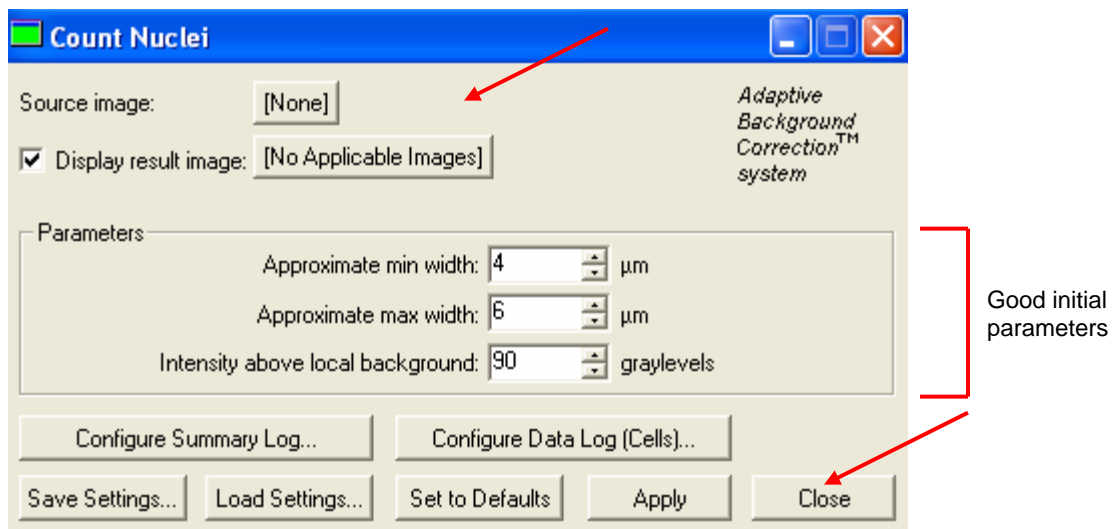 Count Nuclei
Source image: [None]
Display result image: [No Applicable Images]
Adaptive
Background
Correction™
system
Parameters
Approximate min width: 4 µm
Approximate max width: 6 µm
Intensity above local background: 90 graylevels
Good initial
parameters
Configure Summary Log... Configure Data Log (Cells)...
Save Settings... Load Settings... Set to Defaults Apply Close